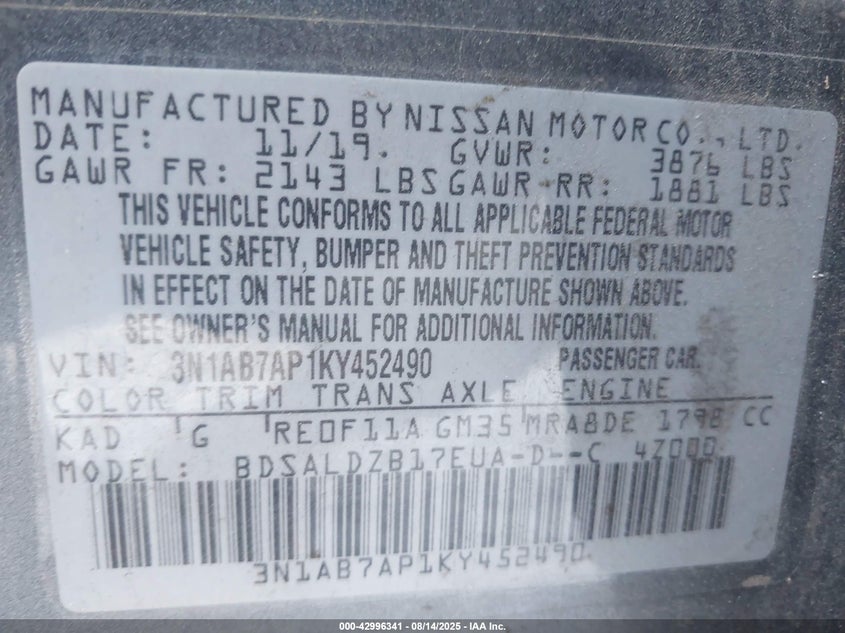 MANUFACTURED BY NISSAN MOTOR CO., LTD.
DATE: 11/19. GVWR: 3876 LBS
GAWR FR: 2143 LBS GAWR RR: 1881 LBS
THIS VEHICLE CONFORMS TO ALL APPLICABLE FEDERAL MOTOR
VEHICLE SAFETY, BUMPER AND THEFT PREVENTION STANDARDS
IN EFFECT ON THE DATE OF MANUFACTURE SHOWN ABOVE.
SEE OWNER'S MANUAL FOR ADDITIONAL INFORMATION.
VIN: 3N1AB7AP1KY452490 PASSENGER CAR.
COLOR TRIM TRANS AXLE ENGINE
KAD G RE0F11A GM35 MRA8DE 1798 CC
MODEL: BDSALDZB17EUA-D--C 4Z000
3N1AB7AP1KY452490
000-42996341 | 08/14/2025 - IAA Inc.